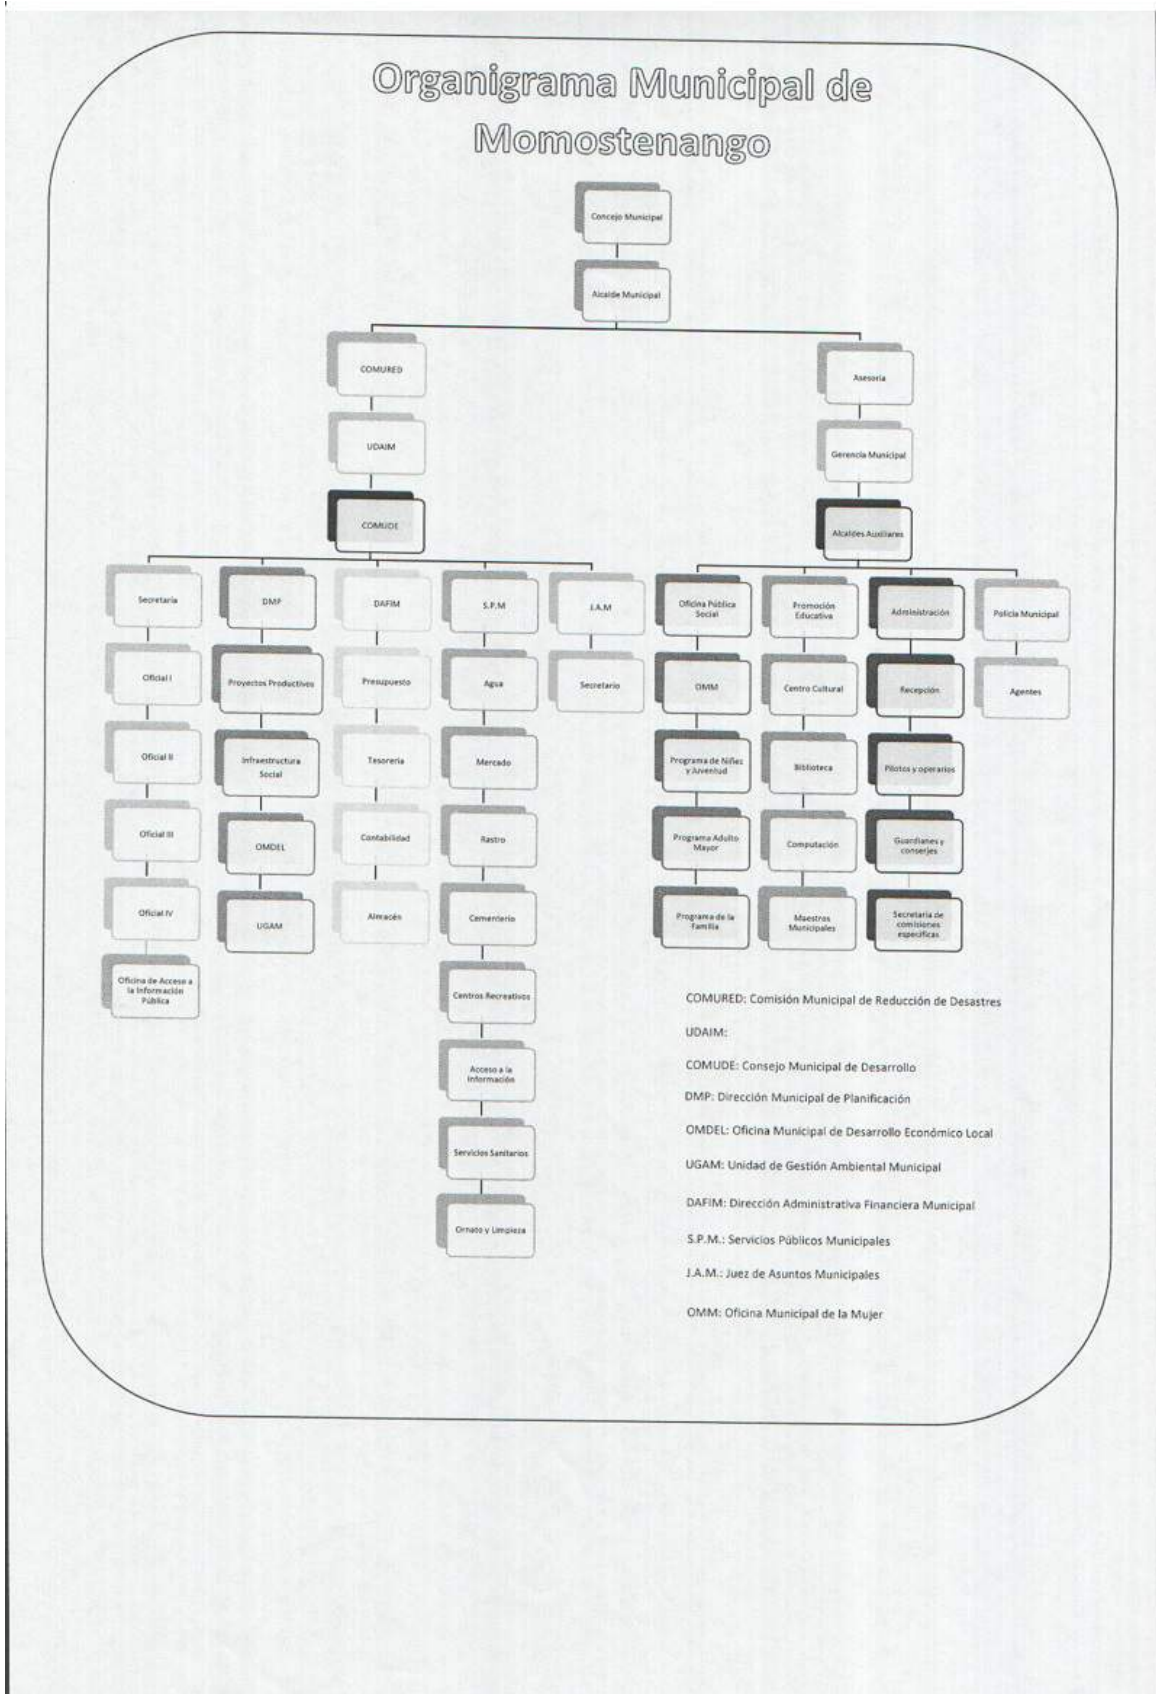 Organigrama Municipal de
Momostenango
Concejo Municipal
Alcalde Municipal
COMURED
UDAIM
COMUDE
Asesoria
Gerencia Municipal
Alcaldes Auxiliares
Secretaría
Oficial I
Oficial II
Oficial III
Oficial IV
Oficina de Acceso a
la Información
Pública
DMP
Proyectos Productivos
Infraestructura
Social
OMDEL
UGAM
DAFIM
Presupuesto
Tesorería
Contabilidad
Almacén
S.P.M
Agua
Mercado
Rastro
Cementerio
Centros Recreativos
Acceso a la
Información
Servicios Sanitarios
Ornato y Limpieza
J.A.M
Secretario
Oficina Pública
Social
OMM
Programa de Niñez
y Juventud
Programa Adulto
Mayor
Programa de la
Familia
Promoción
Educativa
Centro Cultural
Biblioteca
Computación
Maestros
Municipales
Administración
Recepción
Pilotos y operarios
Guardianes y
conserjes
Secretaria de
comisiones
específicas
Policía Municipal
Agentes
COMURED: Comisión Municipal de Reducción de Desastres
UDAIM:
COMUDE: Consejo Municipal de Desarrollo
DMP: Dirección Municipal de Planificación
OMDEL: Oficina Municipal de Desarrollo Económico Local
UGAM: Unidad de Gestión Ambiental Municipal
DAFIM: Dirección Administrativa Financiera Municipal
S.P.M.: Servicios Públicos Municipales
J.A.M.: Juez de Asuntos Municipales
OMM: Oficina Municipal de la Mujer